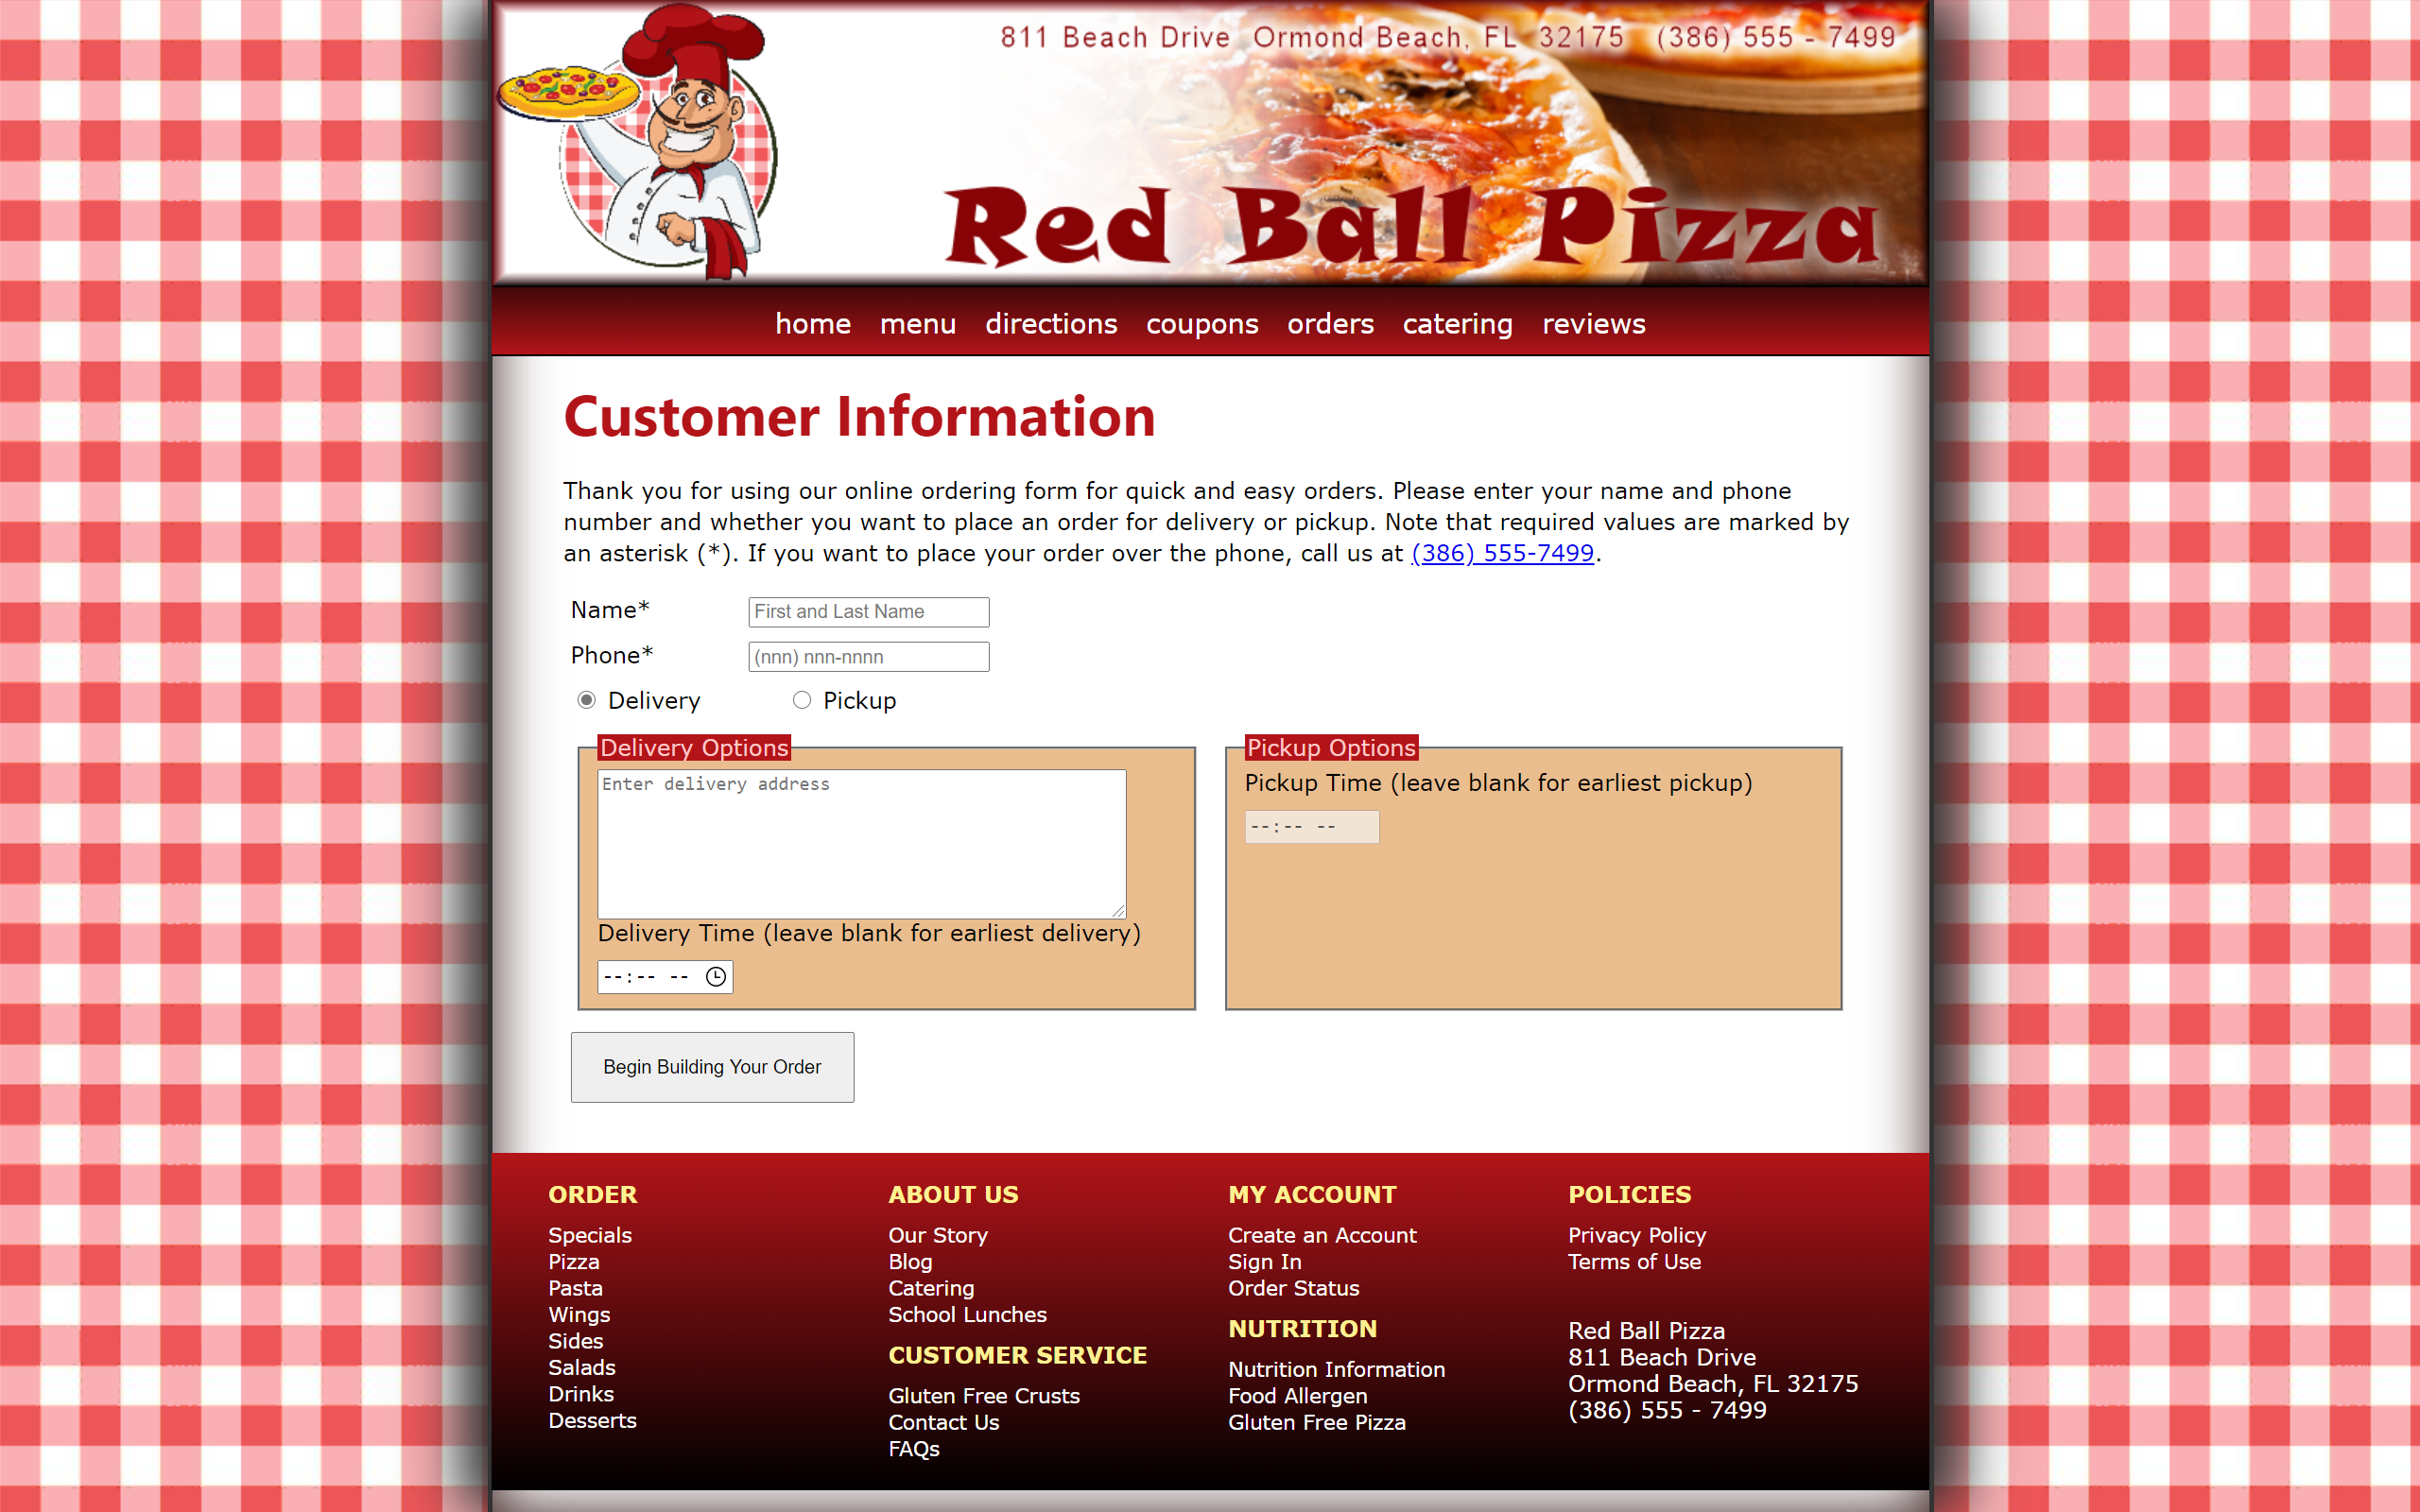 811 Beach Drive Ormond Beach, FL 32175 (386) 555 - 7499
Red Ball Pizza
home menu directions coupons orders catering reviews
Customer Information
Thank you for using our online ordering form for quick and easy orders. Please enter your name and phone
number and whether you want to place an order for delivery or pickup. Note that required values are marked by
an asterisk (*). If you want to place your order over the phone, call us at (386) 555-7499.
Name* First and Last Name
Phone* (nnn) nnn-nnnn
Delivery Pickup
Delivery Options
Enter delivery address
Delivery Time (leave blank for earliest delivery)
--:-- --
Pickup Options
Pickup Time (leave blank for earliest pickup)
--:-- --
Begin Building Your Order
ORDER
Specials
Pizza
Pasta
Wings
Sides
Salads
Drinks
Desserts
ABOUT US
Our Story
Blog
Catering
School Lunches
CUSTOMER SERVICE
Gluten Free Crusts
Contact Us
FAQs
MY ACCOUNT
Create an Account
Sign In
Order Status
NUTRITION
Nutrition Information
Food Allergen
Gluten Free Pizza
POLICIES
Privacy Policy
Terms of Use
Red Ball Pizza
811 Beach Drive
Ormond Beach, FL 32175
(386) 555 - 7499